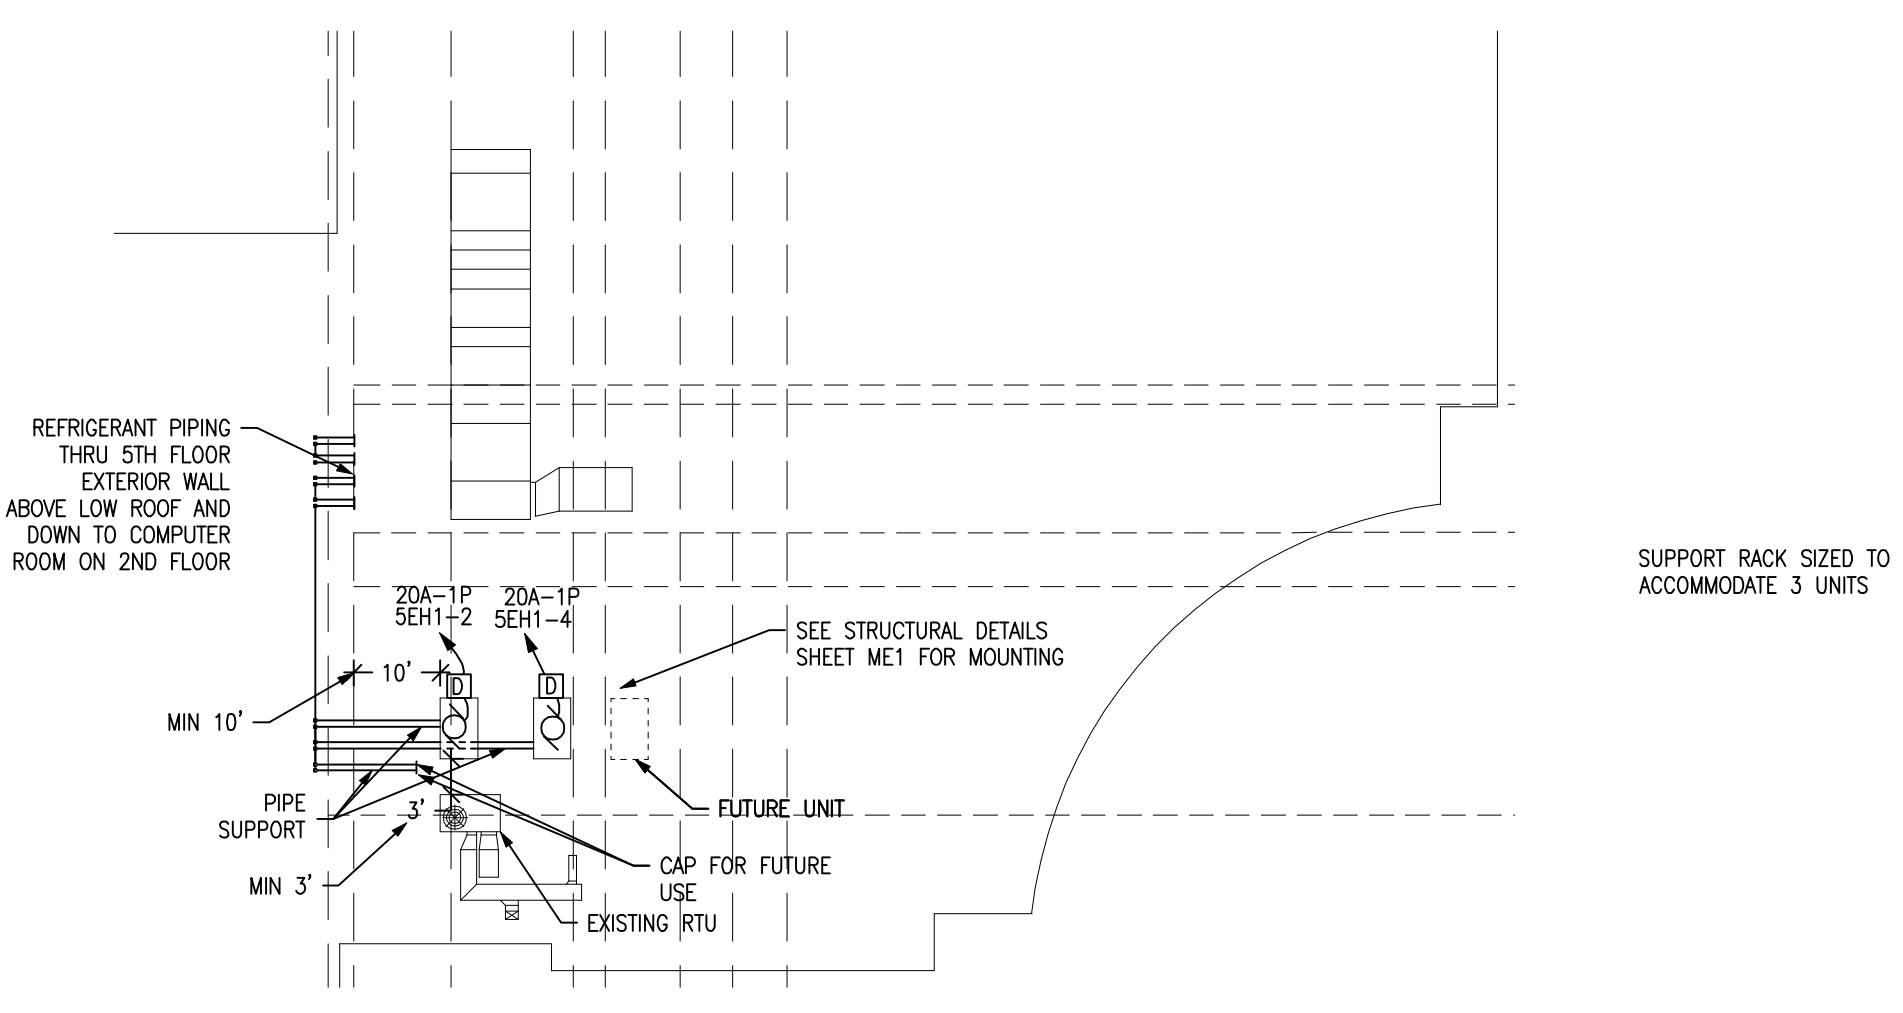 REFRIGERANT PIPING
THRU 5TH FLOOR
EXTERIOR WALL
ABOVE LOW ROOF AND
DOWN TO COMPUTER
ROOM ON 2ND FLOOR
SUPPORT RACK SIZED TO
ACCOMMODATE 3 UNITS
20A-1P
5EH1-2
20A-1P
5EH1-4
SEE STRUCTURAL DETAILS
SHEET ME1 FOR MOUNTING
10'
D
D
MIN 10'
PIPE
SUPPORT
3'
FUTURE UNIT
MIN 3'
CAP FOR FUTURE
USE
EXISTING RTU